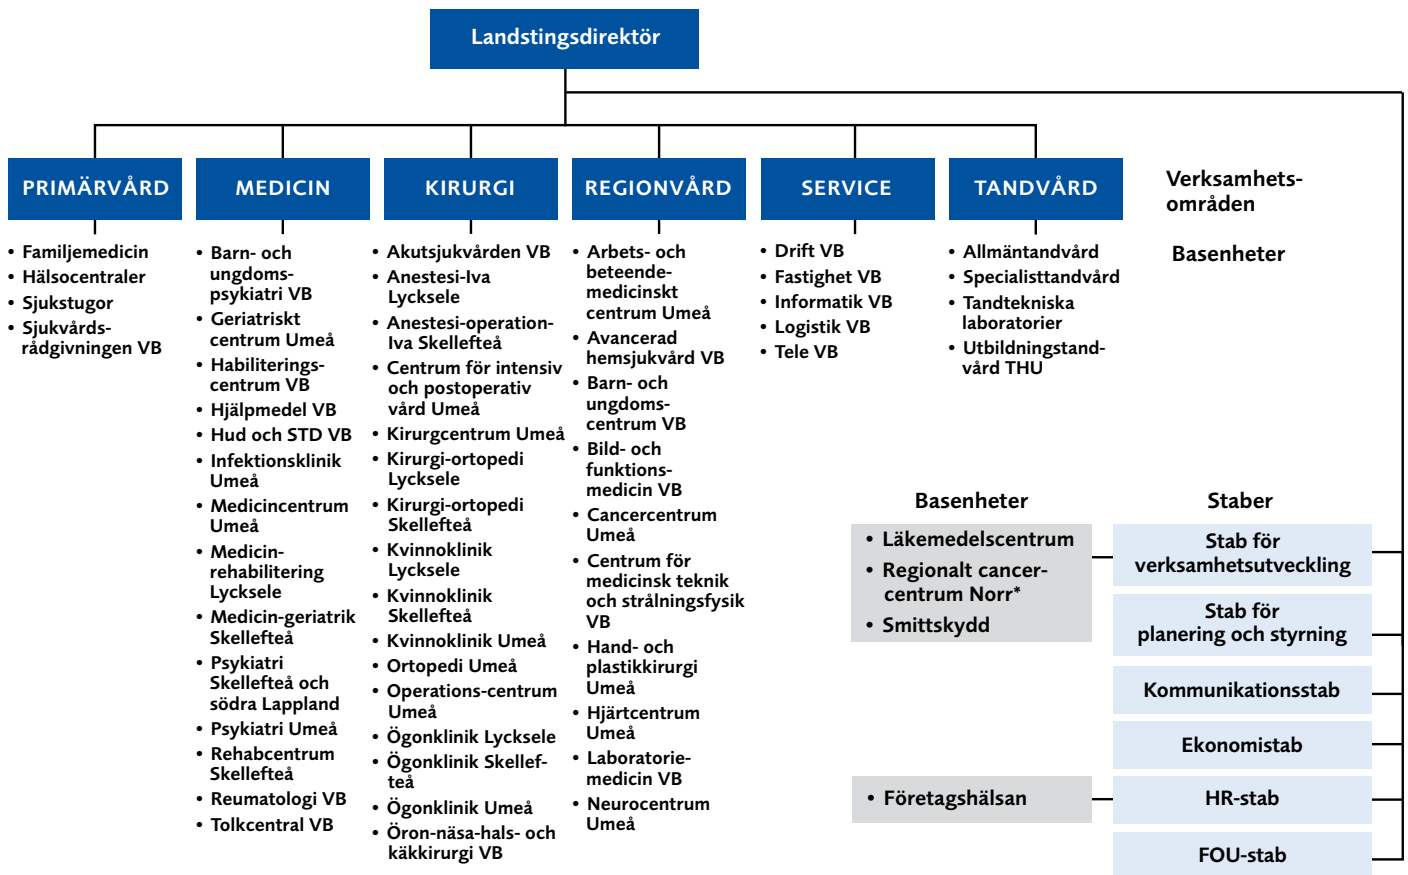 Landstingsdirektör
PRIMÄRVÅRD
MEDICIN
KIRURGI
REGIONVÅRD
SERVICE
TANDVÅRD
Verksamhets-
områden
Basenheter
• Familjemedicin
• Hälsocentraler
• Sjukstugor
• Sjukvårds-
rådgivningen VB
• Barn- och
ungdoms-
psykiatri VB
• Geriatriskt
centrum Umeå
• Habiliterings-
centrum VB
• Hjälpmedel VB
• Hud och STD VB
• Infektionsklinik
Umeå
• Medicincentrum
Umeå
• Medicin-
rehabilitering
Lycksele
• Medicin-geriatrik
Skellefteå
• Psykiatri
Skellefteå och
södra Lappland
• Psykiatri Umeå
• Rehabcentrum
Skellefteå
• Reumatologi VB
• Tolkcentral VB
• Akutsjukvården VB
• Anestesi-Iva
Lycksele
• Anestesi-operation-
Iva Skellefteå
• Centrum för intensiv
och postoperativ
vård Umeå
• Kirurgcentrum Umeå
• Kirurgi-ortopedi
Lycksele
• Kirurgi-ortopedi
Skellefteå
• Kvinnoklinik
Lycksele
• Kvinnoklinik
Skellefteå
• Kvinnoklinik Umeå
• Ortopedi Umeå
• Operations-centrum
Umeå
• Ögonklinik Lycksele
• Ögonklinik Skellef-
teå
• Ögonklinik Umeå
• Öron-näsa-hals- och
käkkirurgi VB
• Arbets- och
beteende-
medicinskt
centrum Umeå
• Avancerad
hemsjukvård VB
• Barn- och
ungdoms-
centrum VB
• Bild- och
funktions-
medicin VB
• Cancercentrum
Umeå
• Centrum för
medicinsk teknik
och strålningsfysik
VB
• Hand- och
plastikkirurgi
Umeå
• Hjärtcentrum
Umeå
• Laboratorie-
medicin VB
• Neurocentrum
Umeå
• Drift VB
• Fastighet VB
• Informatik VB
• Logistik VB
• Tele VB
• Allmäntandvård
• Specialisttandvård
• Tandtekniska
laboratorier
• Utbildningstand-
vård THU
Basenheter
• Läkemedelscentrum
• Regionalt cancer-
centrum Norr*
• Smittskydd
• Företagshälsan
Staber
Stab för
verksamhetsutveckling
Stab för
planering och styrning
Kommunikationsstab
Ekonomistab
HR-stab
FOU-stab